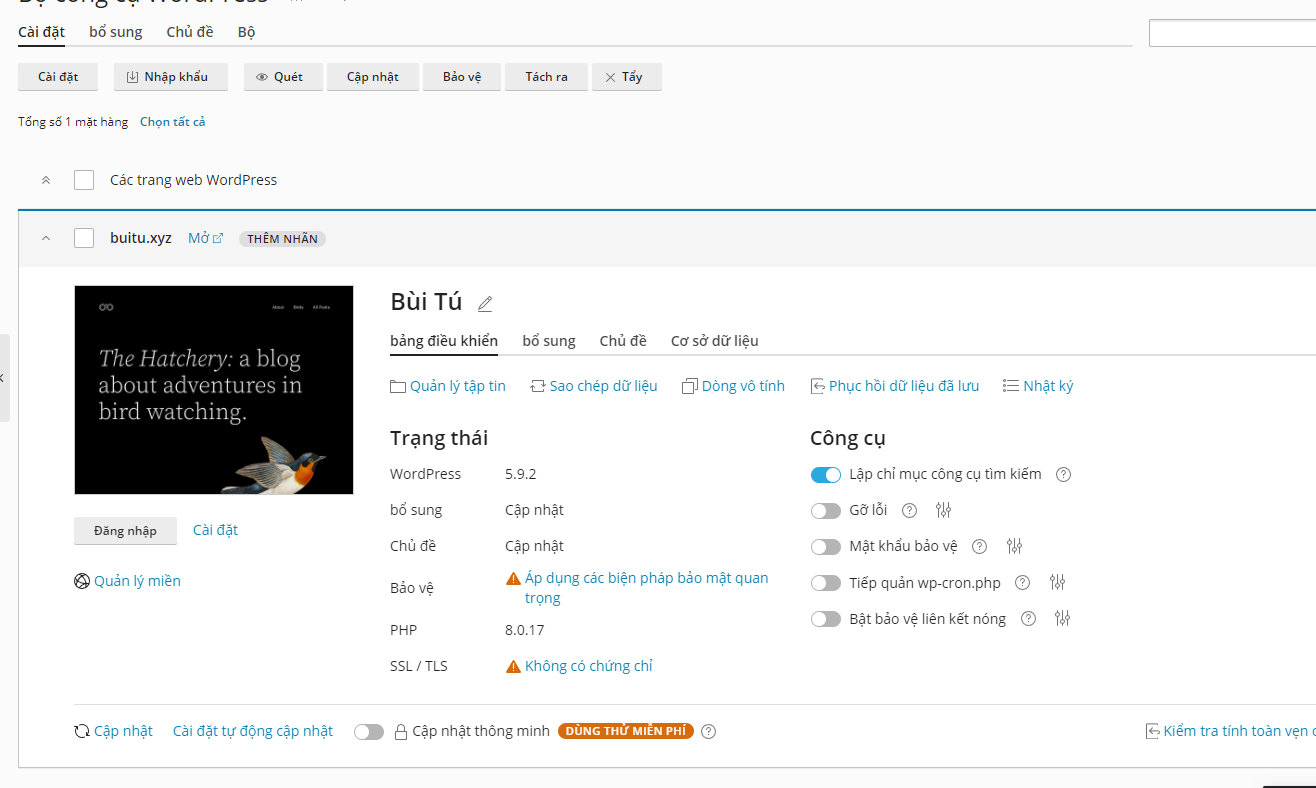 Bộ công cụ WordPress
Cài đặt bổ sung Chủ đề Bộ
Cài đặt Nhập khẩu Quét Cập nhật Bảo vệ Tách ra Tẩy
Tổng số 1 mặt hàng Chọn tất cả
Các trang web WordPress
buitu.xyz Mở THÊM NHÃN
About Birds All Posts
The Hatchery: a blog
about adventures in
bird watching.
Đăng nhập Cài đặt
Quản lý miền
Bùi Tú
bảng điều khiển bổ sung Chủ đề Cơ sở dữ liệu
Quản lý tập tin Sao chép dữ liệu Dòng vô tính Phục hồi dữ liệu đã lưu Nhật ký
Trạng thái
WordPress 5.9.2
bổ sung Cập nhật
Chủ đề Cập nhật
Bảo vệ Áp dụng các biện pháp bảo mật quan
trọng
PHP 8.0.17
SSL / TLS Không có chứng chỉ
Công cụ
Lập chỉ mục công cụ tìm kiếm
Gỡ lỗi
Mật khẩu bảo vệ
Tiếp quản wp-cron.php
Bật bảo vệ liên kết nóng
Cập nhật Cài đặt tự động cập nhật Cập nhật thông minh DÙNG THỬ MIỄN PHÍ Kiểm tra tính toàn vẹn